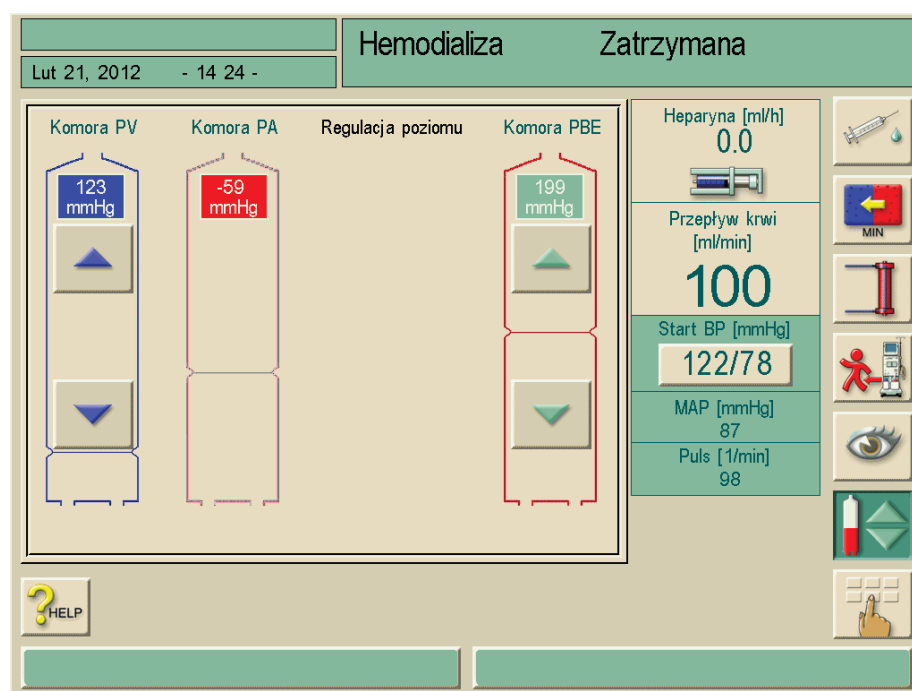 Hemodializa Zatrzymana
Lut 21, 2012 - 14 24 -
Komora PV
Komora PA
Regulacja poziomu
Komora PBE
123
mmHg
-59
mmHg
199
mmHg
Heparyna [ml/h]
0.0
Przepływ krwi
[ml/min]
100
Start BP [mmHg]
122/78
MAP [mmHg]
87
Puls [1/min]
98
MIN
?HELP